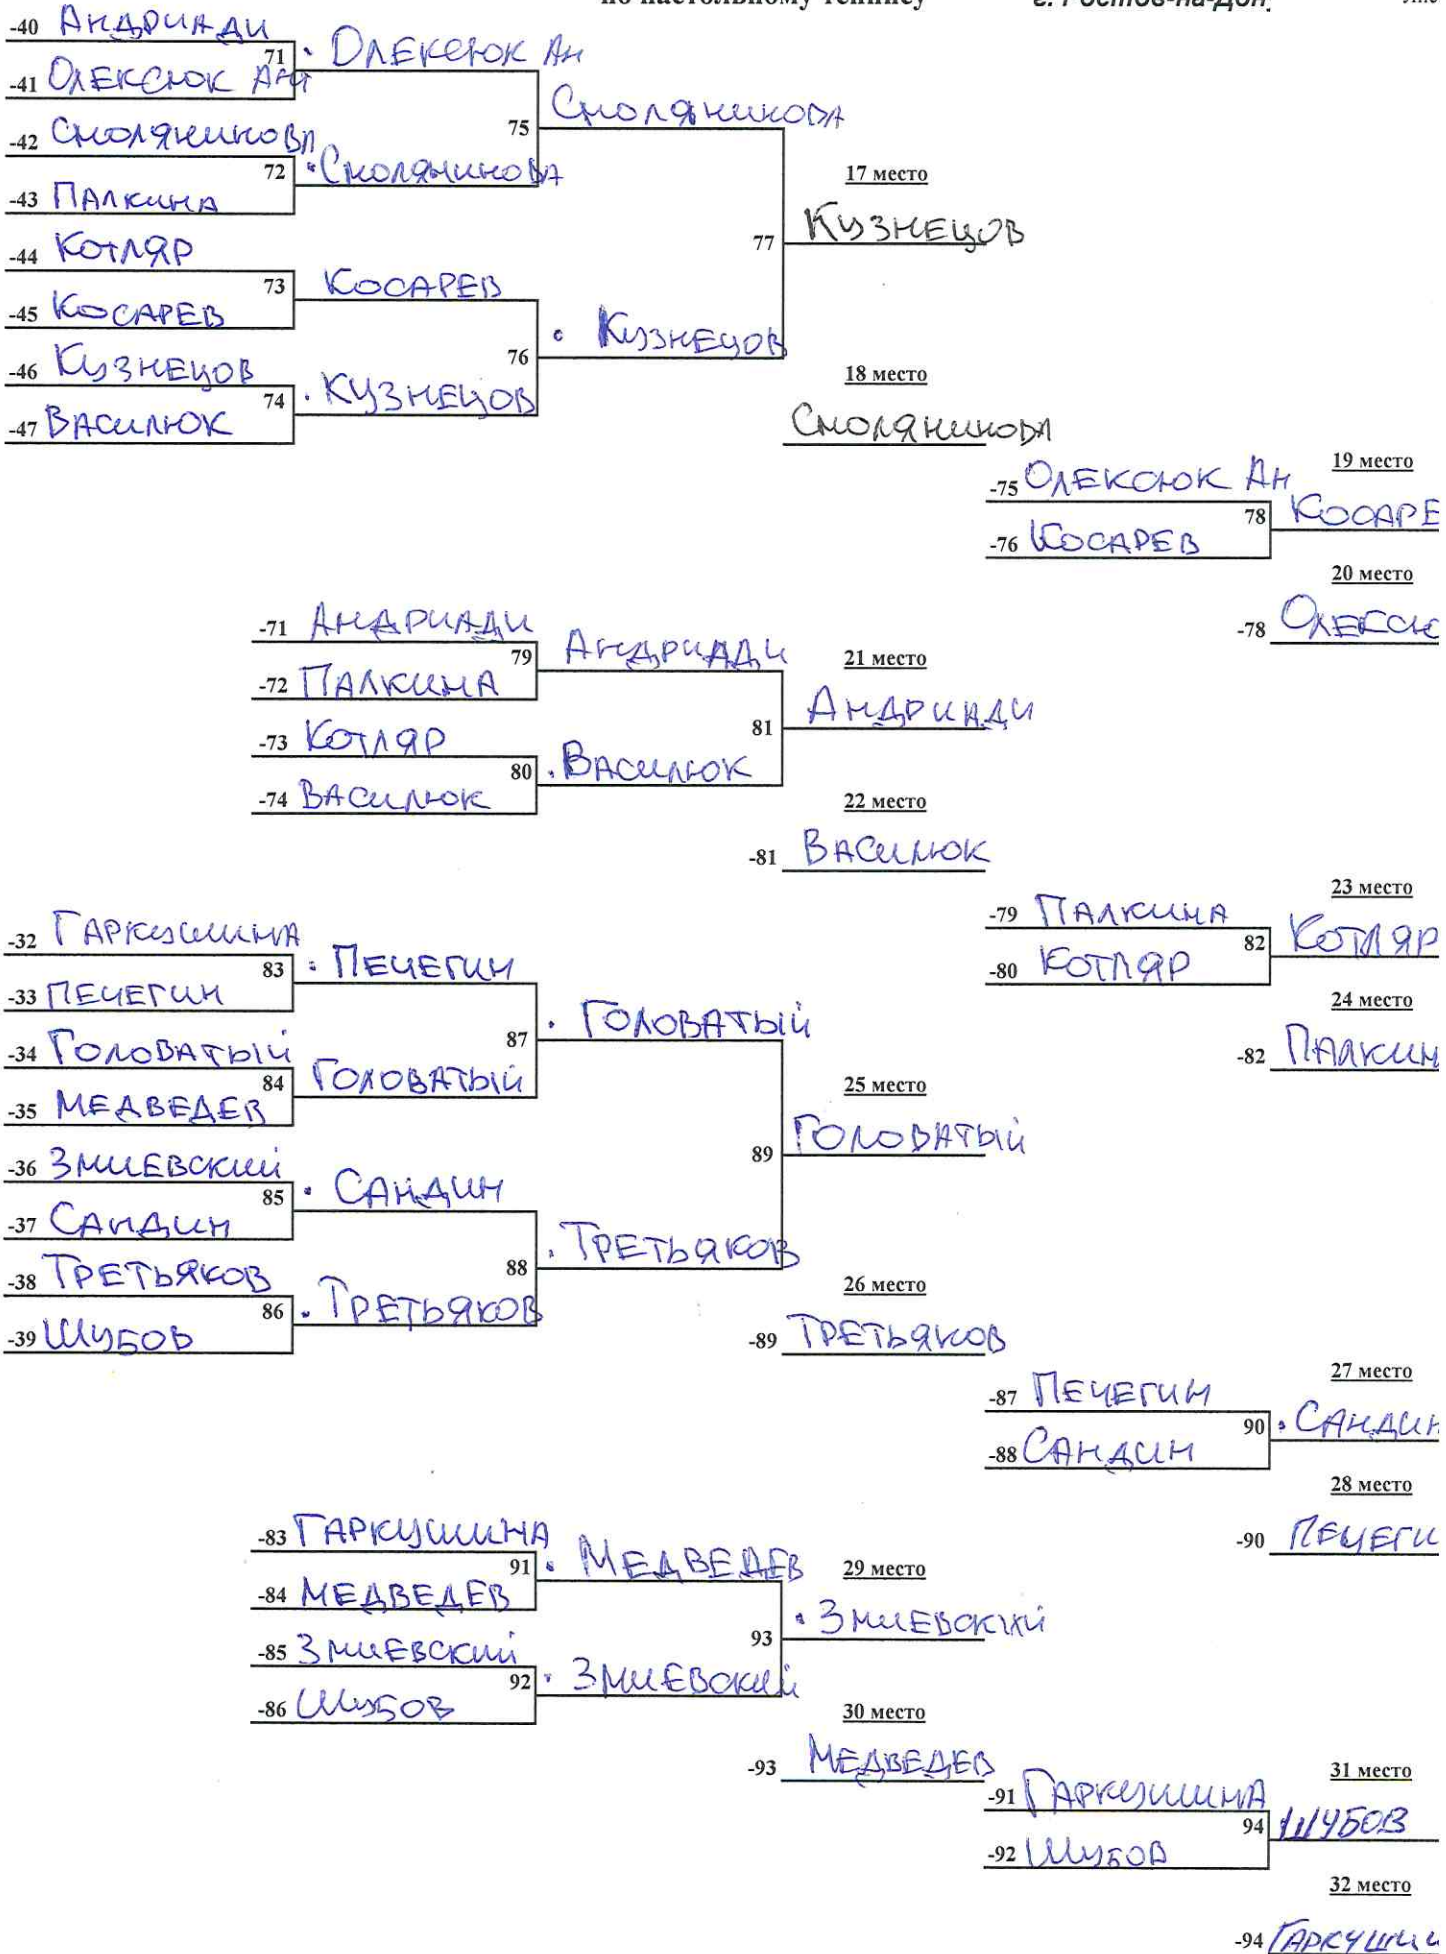 по настольному теннису г. Ростов-на-Дон
-40 Андриади
71 . Олексюк Ан
-41 Олексюк Ант
75 Смолянинова
-42 Смолянинова
72 . Смолянинова
-43 Палкина
17 место
77 Кузнецов
-44 Котляр
73 Косарев
-45 Косарев
76 . Кузнецов
-46 Кузнецов
74 . Кузнецов
-47 Василюк
18 место
Смолянинова
19 место
-75 Олексюк Ан
78 Косаре
-76 Косарев
20 место
-78 Олексю
-71 Андриади
79 Андриади
-72 Палкина
21 место
81 Андриади
-73 Котляр
80 . Василюк
-74 Василюк
22 место
-81 Василюк
23 место
-79 Палкина
82 Котляр
-80 Котляр
24 место
-82 Палкин
-32 Гаркушина
83 . Печегин
-33 Печегин
87 . Головатый
-34 Головатый
84 Головатый
-35 Медведев
25 место
89 Головатый
-36 Змиевский
85 . Сандин
-37 Сандин
88 . Третьяков
-38 Третьяков
86 . Третьяков
-39 Шубов
26 место
-89 Третьяков
27 место
-87 Печегин
90 . Сандин
-88 Сандин
28 место
-90 Печеги
-83 Гаркушина
91 . Медведев
-84 Медведев
29 место
93 . Змиевский
-85 Змиевский
92 . Змиевский
-86 Шубов
30 место
-93 Медведев
31 место
-91 Гаркушина
94 Шубов
-92 Шубов
32 место
-94 Гаркуши